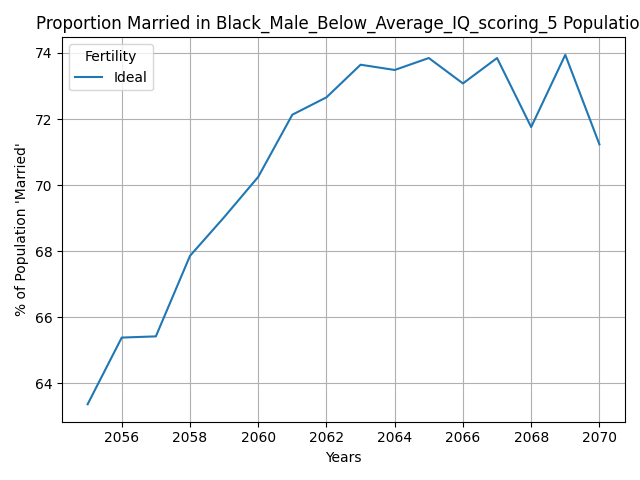 Proportion Married in Black_Male_Below_Average_IQ_scoring_5 Populatio
Fertility
Ideal
% of Population 'Married'
74
72
70
68
66
64
2056 2058 2060 2062 2064 2066 2068 2070
Years